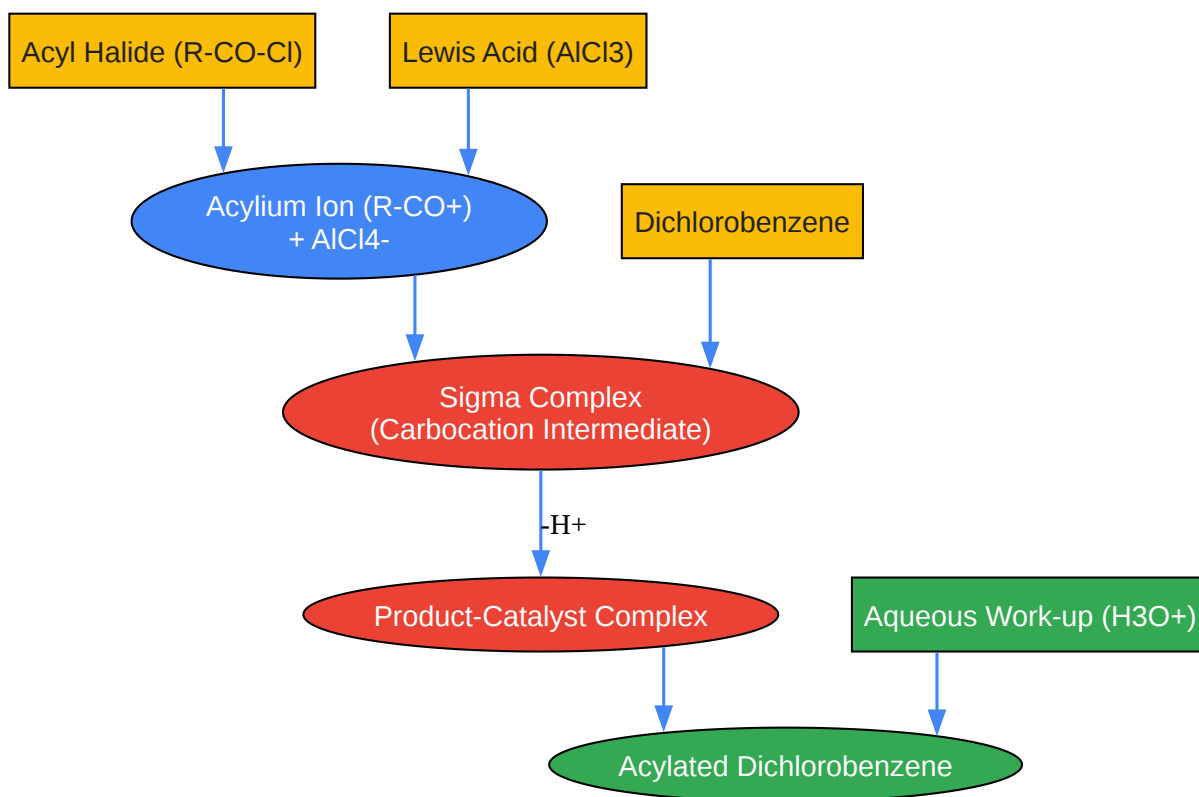 Acyl Halide (R-CO-Cl)
Lewis Acid (AlCl3)
Acylium Ion (R-CO+)
+ AlCl4-
Dichlorobenzene
Sigma Complex
(Carbocation Intermediate)
-H+
Product-Catalyst Complex
Aqueous Work-up (H3O+)
Acylated Dichlorobenzene